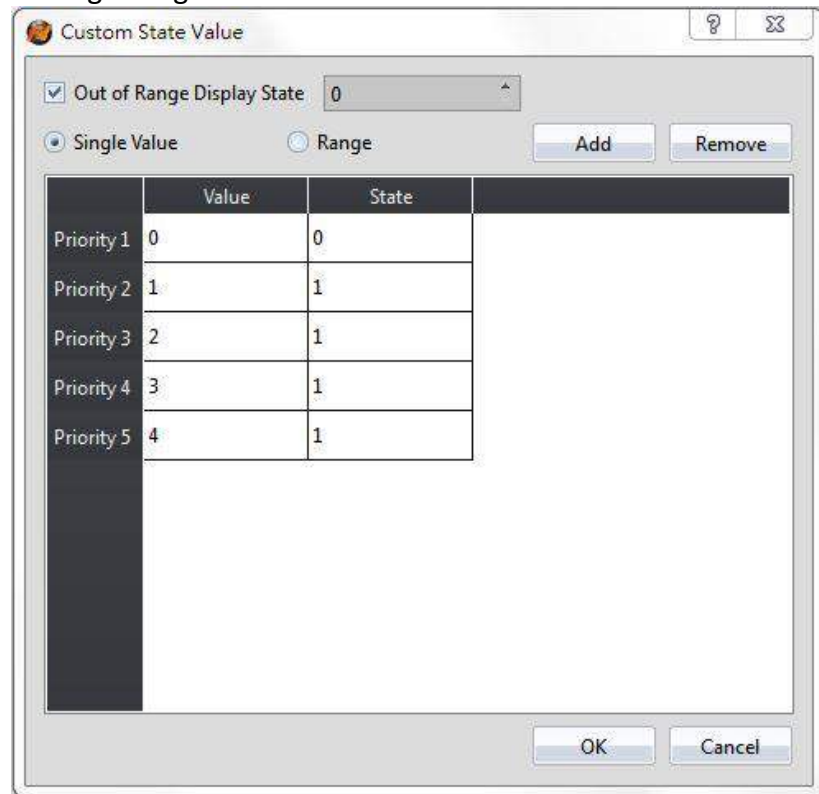 Custom State Value
Out of Range Display State 0
Single Value Range Add Remove
Value State
Priority 1 0 0
Priority 2 1 1
Priority 3 2 1
Priority 4 3 1
Priority 5 4 1
OK Cancel